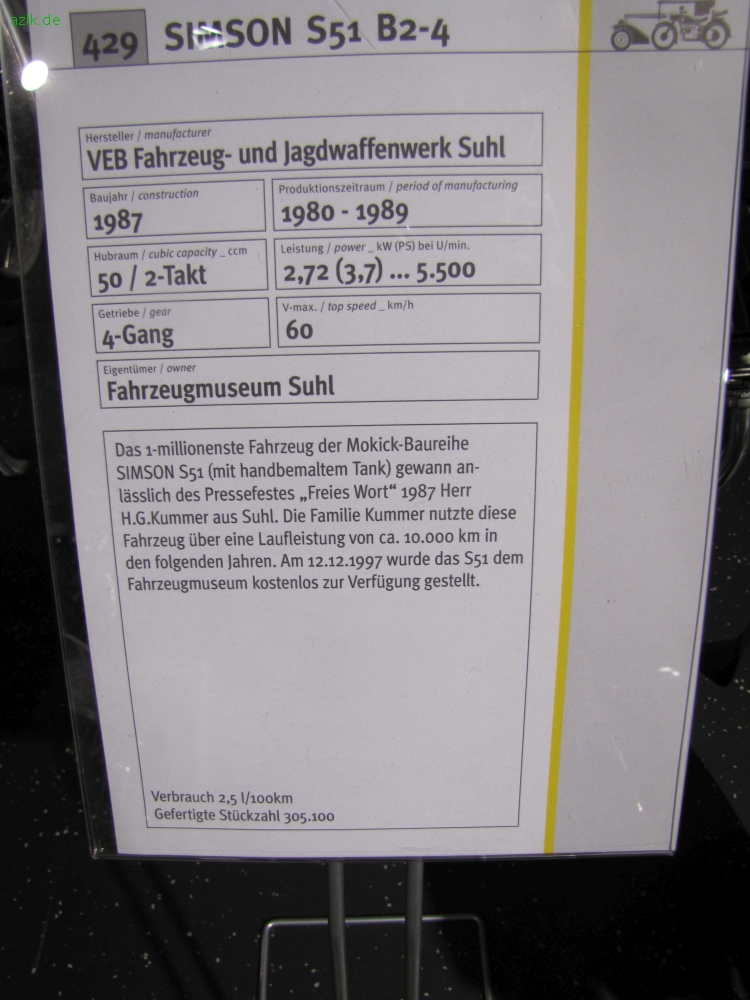 azjk.de
429 SIMSON S51 B2-4
Hersteller / manufacturer
VEB Fahrzeug- und Jagdwaffenwerk Suhl
Baujahr / construction
1987
Produktionszeitraum / period of manufacturing
1980 - 1989
Hubraum / cubic capacity _ ccm
50 / 2-Takt
Leistung / power _ kW (PS) bei U/min.
2,72 (3,7) ... 5.500
Getriebe / gear
4-Gang
V-max. / top speed _ km/h
60
Eigentümer / owner
Fahrzeugmuseum Suhl
Das 1-millionenste Fahrzeug der Mokick-Baureihe
SIMSON S51 (mit handbemaltem Tank) gewann an-
lässlich des Pressefestes „Freies Wort“ 1987 Herr
H.G.Kummer aus Suhl. Die Familie Kummer nutzte diese
Fahrzeug über eine Laufleistung von ca. 10.000 km in
den folgenden Jahren. Am 12.12.1997 wurde das S51 dem
Fahrzeugmuseum kostenlos zur Verfügung gestellt.
Verbrauch 2,5 l/100km
Gefertigte Stückzahl 305.100